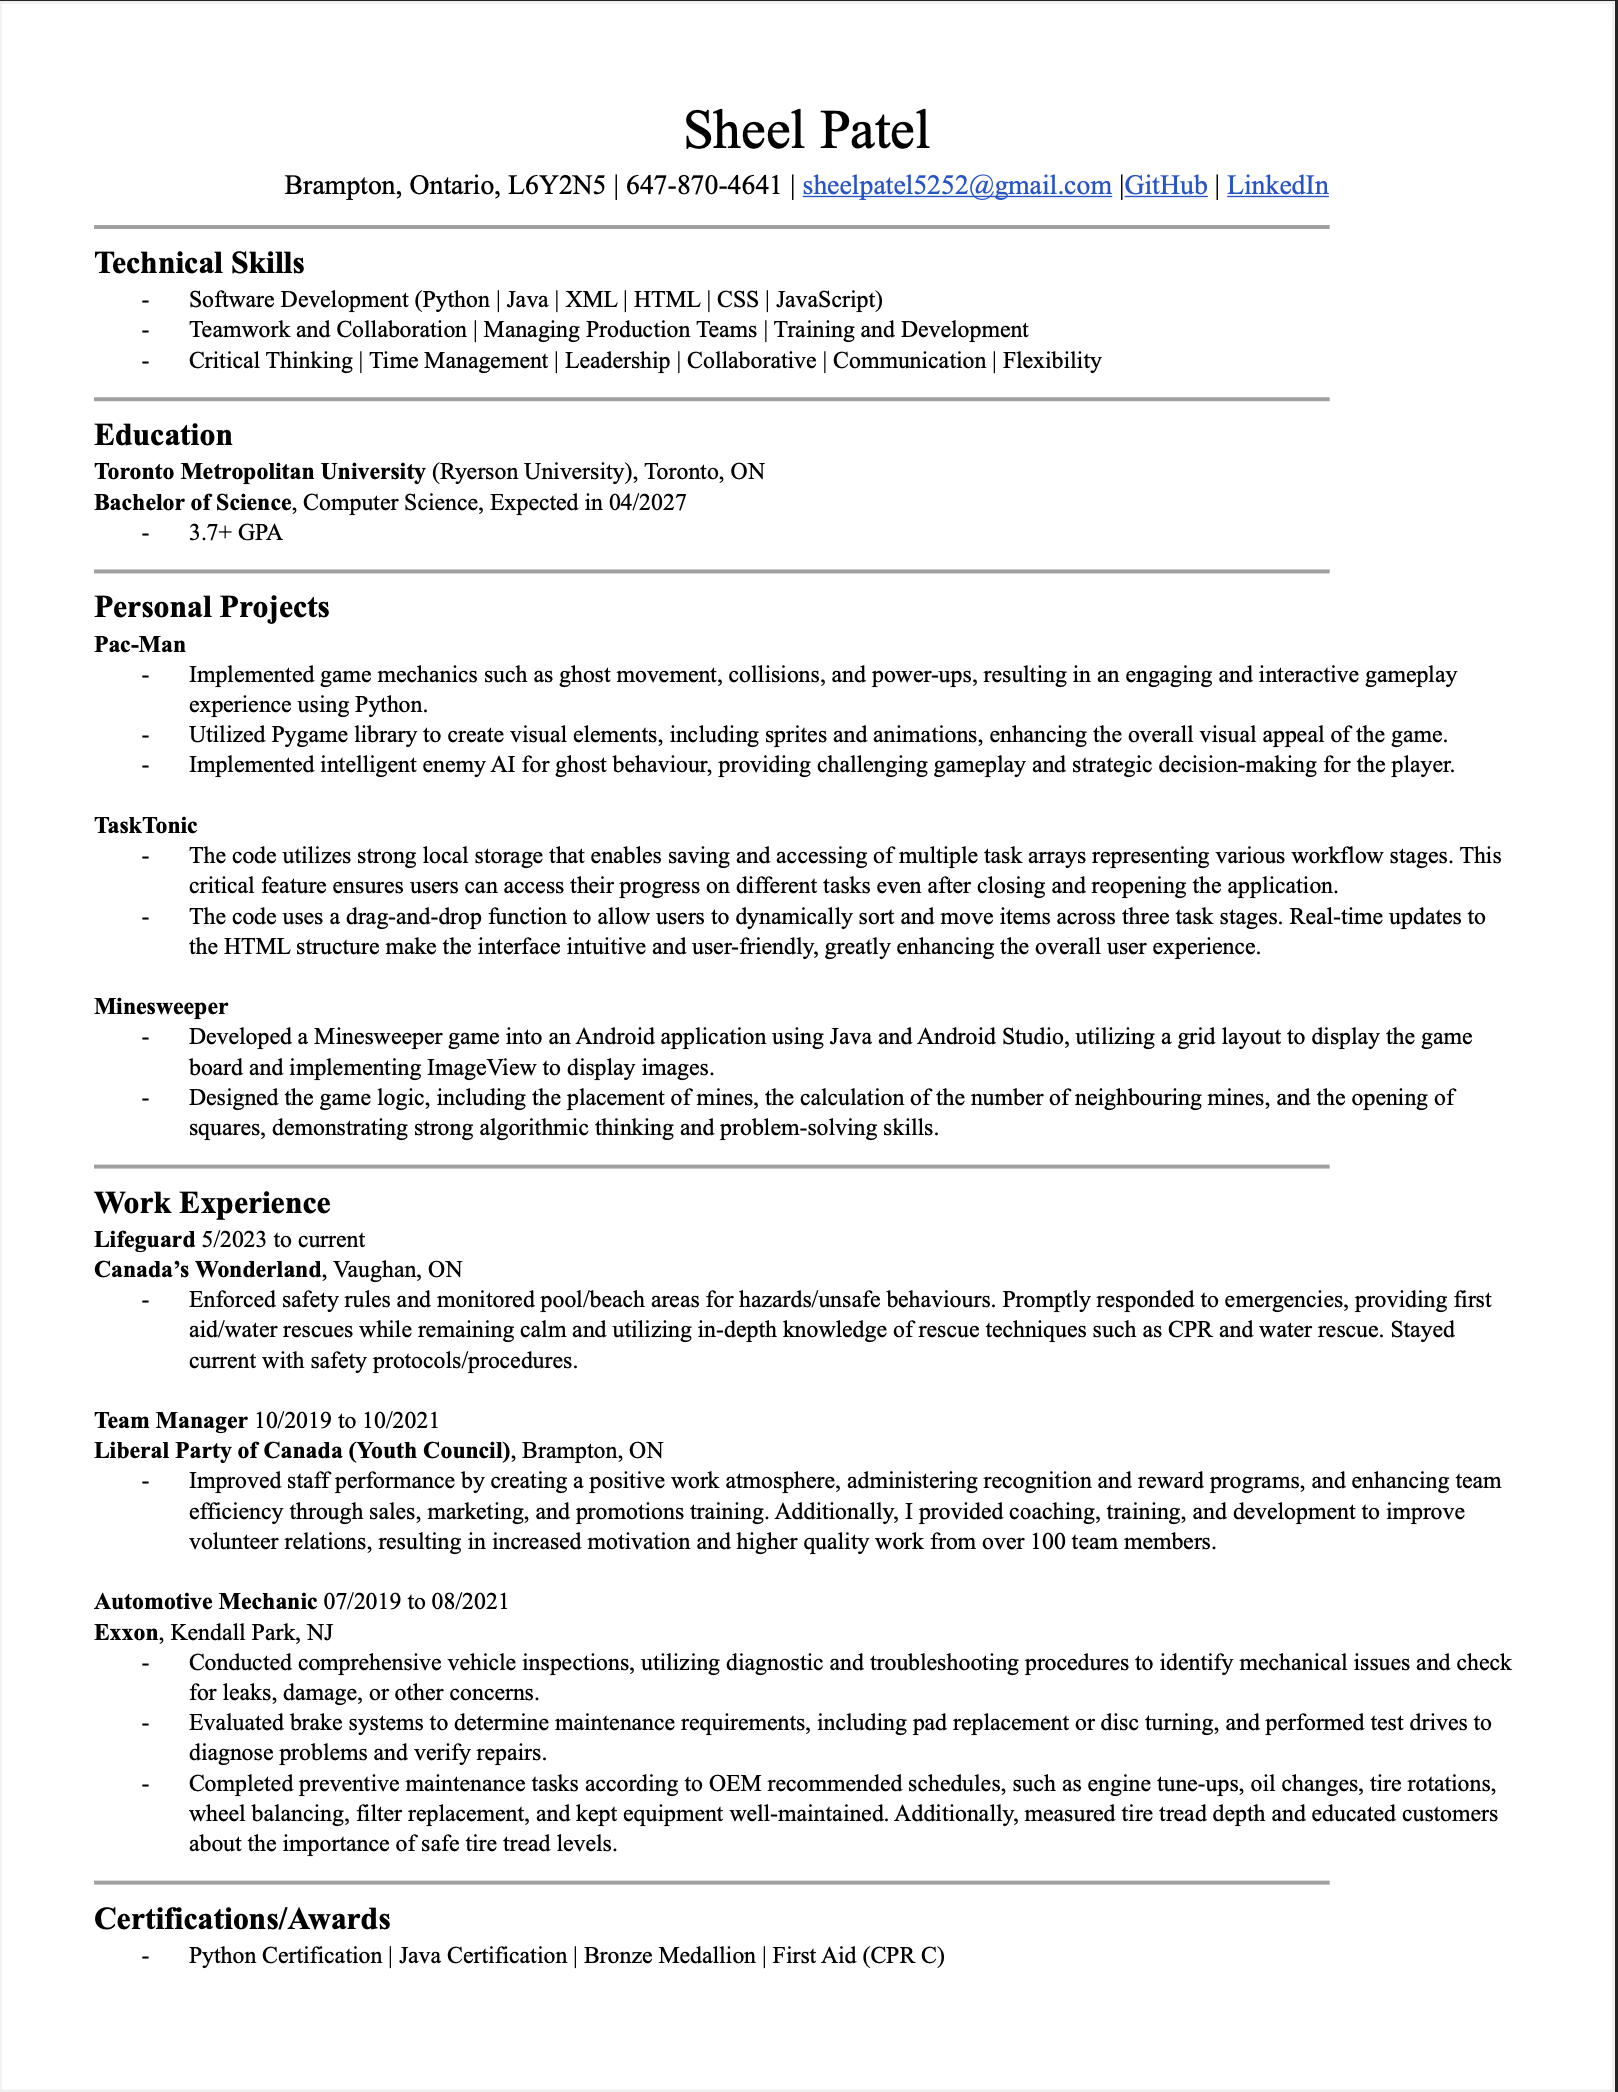 Sheel Patel
Brampton, Ontario, L6Y2N5 | 647-870-4641 | sheelpatel5252@gmail.com |GitHub | LinkedIn
Technical Skills
- Software Development (Python | Java | XML | HTML | CSS | JavaScript)
- Teamwork and Collaboration | Managing Production Teams | Training and Development
- Critical Thinking | Time Management | Leadership | Collaborative | Communication | Flexibility
Education
Toronto Metropolitan University (Ryerson University), Toronto, ON
Bachelor of Science, Computer Science, Expected in 04/2027
- 3.7+ GPA
Personal Projects
Pac-Man
- Implemented game mechanics such as ghost movement, collisions, and power-ups, resulting in an engaging and interactive gameplay
experience using Python.
- Utilized Pygame library to create visual elements, including sprites and animations, enhancing the overall visual appeal of the game.
- Implemented intelligent enemy AI for ghost behaviour, providing challenging gameplay and strategic decision-making for the player.
TaskTonic
- The code utilizes strong local storage that enables saving and accessing of multiple task arrays representing various workflow stages. This
critical feature ensures users can access their progress on different tasks even after closing and reopening the application.
- The code uses a drag-and-drop function to allow users to dynamically sort and move items across three task stages. Real-time updates to
the HTML structure make the interface intuitive and user-friendly, greatly enhancing the overall user experience.
Minesweeper
- Developed a Minesweeper game into an Android application using Java and Android Studio, utilizing a grid layout to display the game
board and implementing ImageView to display images.
- Designed the game logic, including the placement of mines, the calculation of the number of neighbouring mines, and the opening of
squares, demonstrating strong algorithmic thinking and problem-solving skills.
Work Experience
Lifeguard 5/2023 to current
Canada’s Wonderland, Vaughan, ON
- Enforced safety rules and monitored pool/beach areas for hazards/unsafe behaviours. Promptly responded to emergencies, providing first
aid/water rescues while remaining calm and utilizing in-depth knowledge of rescue techniques such as CPR and water rescue. Stayed
current with safety protocols/procedures.
Team Manager 10/2019 to 10/2021
Liberal Party of Canada (Youth Council), Brampton, ON
- Improved staff performance by creating a positive work atmosphere, administering recognition and reward programs, and enhancing team
efficiency through sales, marketing, and promotions training. Additionally, I provided coaching, training, and development to improve
volunteer relations, resulting in increased motivation and higher quality work from over 100 team members.
Automotive Mechanic 07/2019 to 08/2021
Exxon, Kendall Park, NJ
- Conducted comprehensive vehicle inspections, utilizing diagnostic and troubleshooting procedures to identify mechanical issues and check
for leaks, damage, or other concerns.
- Evaluated brake systems to determine maintenance requirements, including pad replacement or disc turning, and performed test drives to
diagnose problems and verify repairs.
- Completed preventive maintenance tasks according to OEM recommended schedules, such as engine tune-ups, oil changes, tire rotations,
wheel balancing, filter replacement, and kept equipment well-maintained. Additionally, measured tire tread depth and educated customers
about the importance of safe tire tread levels.
Certifications/Awards
- Python Certification | Java Certification | Bronze Medallion | First Aid (CPR C)